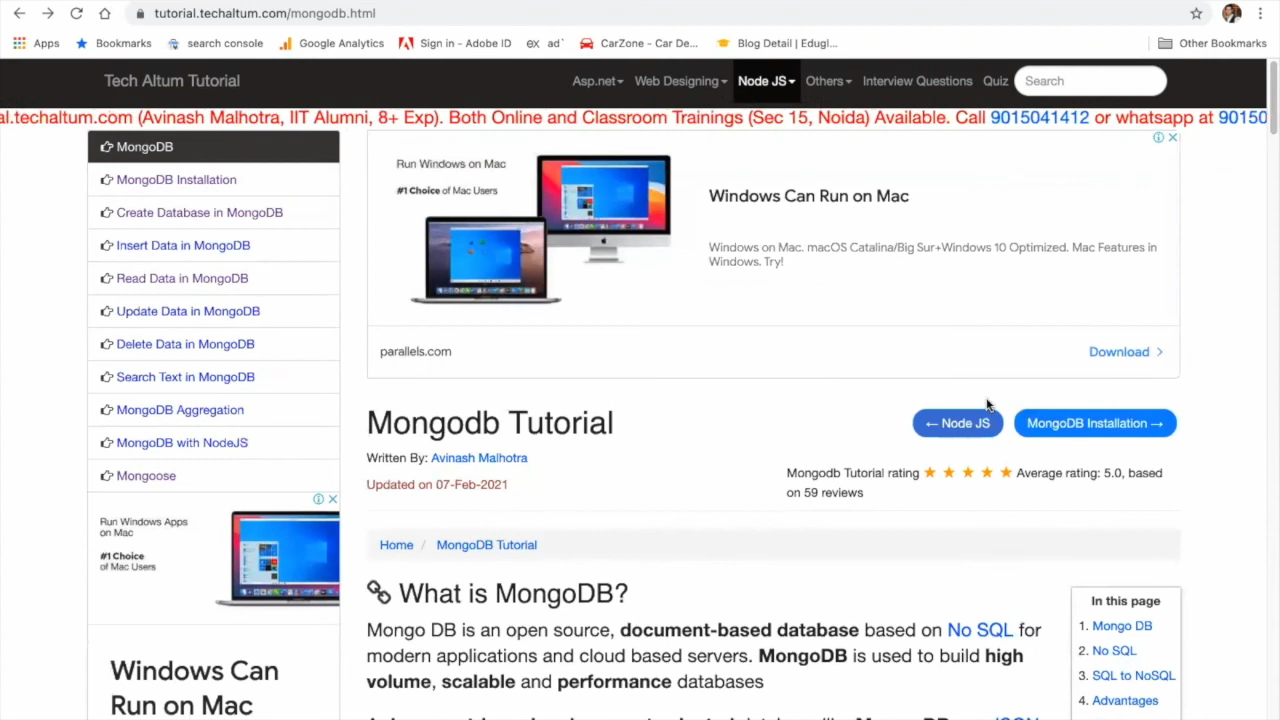 tutorial.techaltum.com/mongodb.html
Apps
Bookmarks
search console
Google Analytics
Sign in - Adobe ID
ex ad`
CarZone - Car De...
Blog Detail | Edugl...
Other Bookmarks
Tech Altum Tutorial
Asp.net
Web Designing
Node JS
Others
Interview Questions
Quiz
Search
al.techaltum.com (Avinash Malhotra, IIT Alumni, 8+ Exp). Both Online and Classroom Trainings (Sec 15, Noida) Available. Call 9015041412 or whatsapp at 90150
MongoDB
MongoDB Installation
Create Database in MongoDB
Insert Data in MongoDB
Read Data in MongoDB
Update Data in MongoDB
Delete Data in MongoDB
Search Text in MongoDB
MongoDB Aggregation
MongoDB with NodeJS
Mongoose
Run Windows Apps
on Mac
#1 Choice
of Mac Users
Windows Can
Run on Mac
Run Windows on Mac
#1 Choice of Mac Users
Windows Can Run on Mac
Windows on Mac. macOS Catalina/Big Sur+Windows 10 Optimized. Mac Features in
Windows. Try!
parallels.com
Download
Mongodb Tutorial
← Node JS
MongoDB Installation →
Written By: Avinash Malhotra
Updated on 07-Feb-2021
Mongodb Tutorial rating ★ ★ ★ ★ ★ Average rating: 5.0, based
on 59 reviews
Home / MongoDB Tutorial
What is MongoDB?
Mongo DB is an open source, document-based database based on No SQL for
modern applications and cloud based servers. MongoDB is used to build high
volume, scalable and performance databases
In this page
1. Mongo DB
2. No SQL
3. SQL to NoSQL
4. Advantages